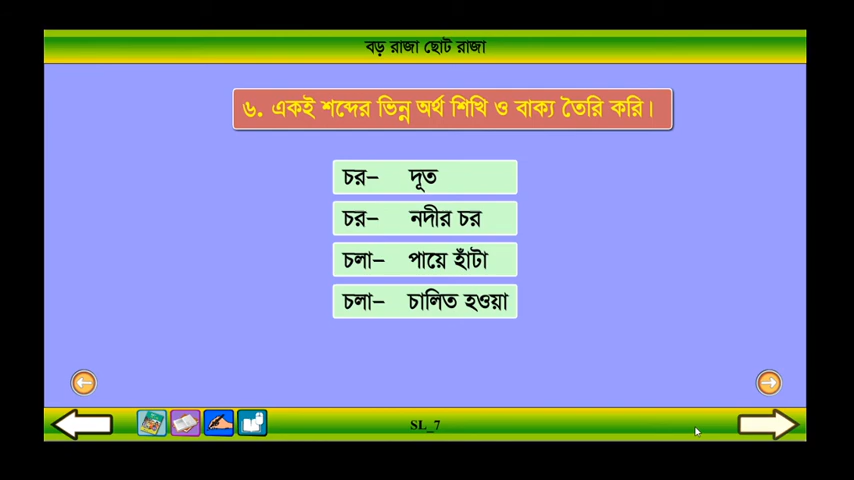 বড় রাজা ছোট রাজা
৬. একই শব্দের ভিন্ন অর্থ শিখি ও বাক্য তৈরি করি।
চর– দূত
চর– নদীর চর
চলা– পায়ে হাঁটা
চলা– চালিত হওয়া
SL_7